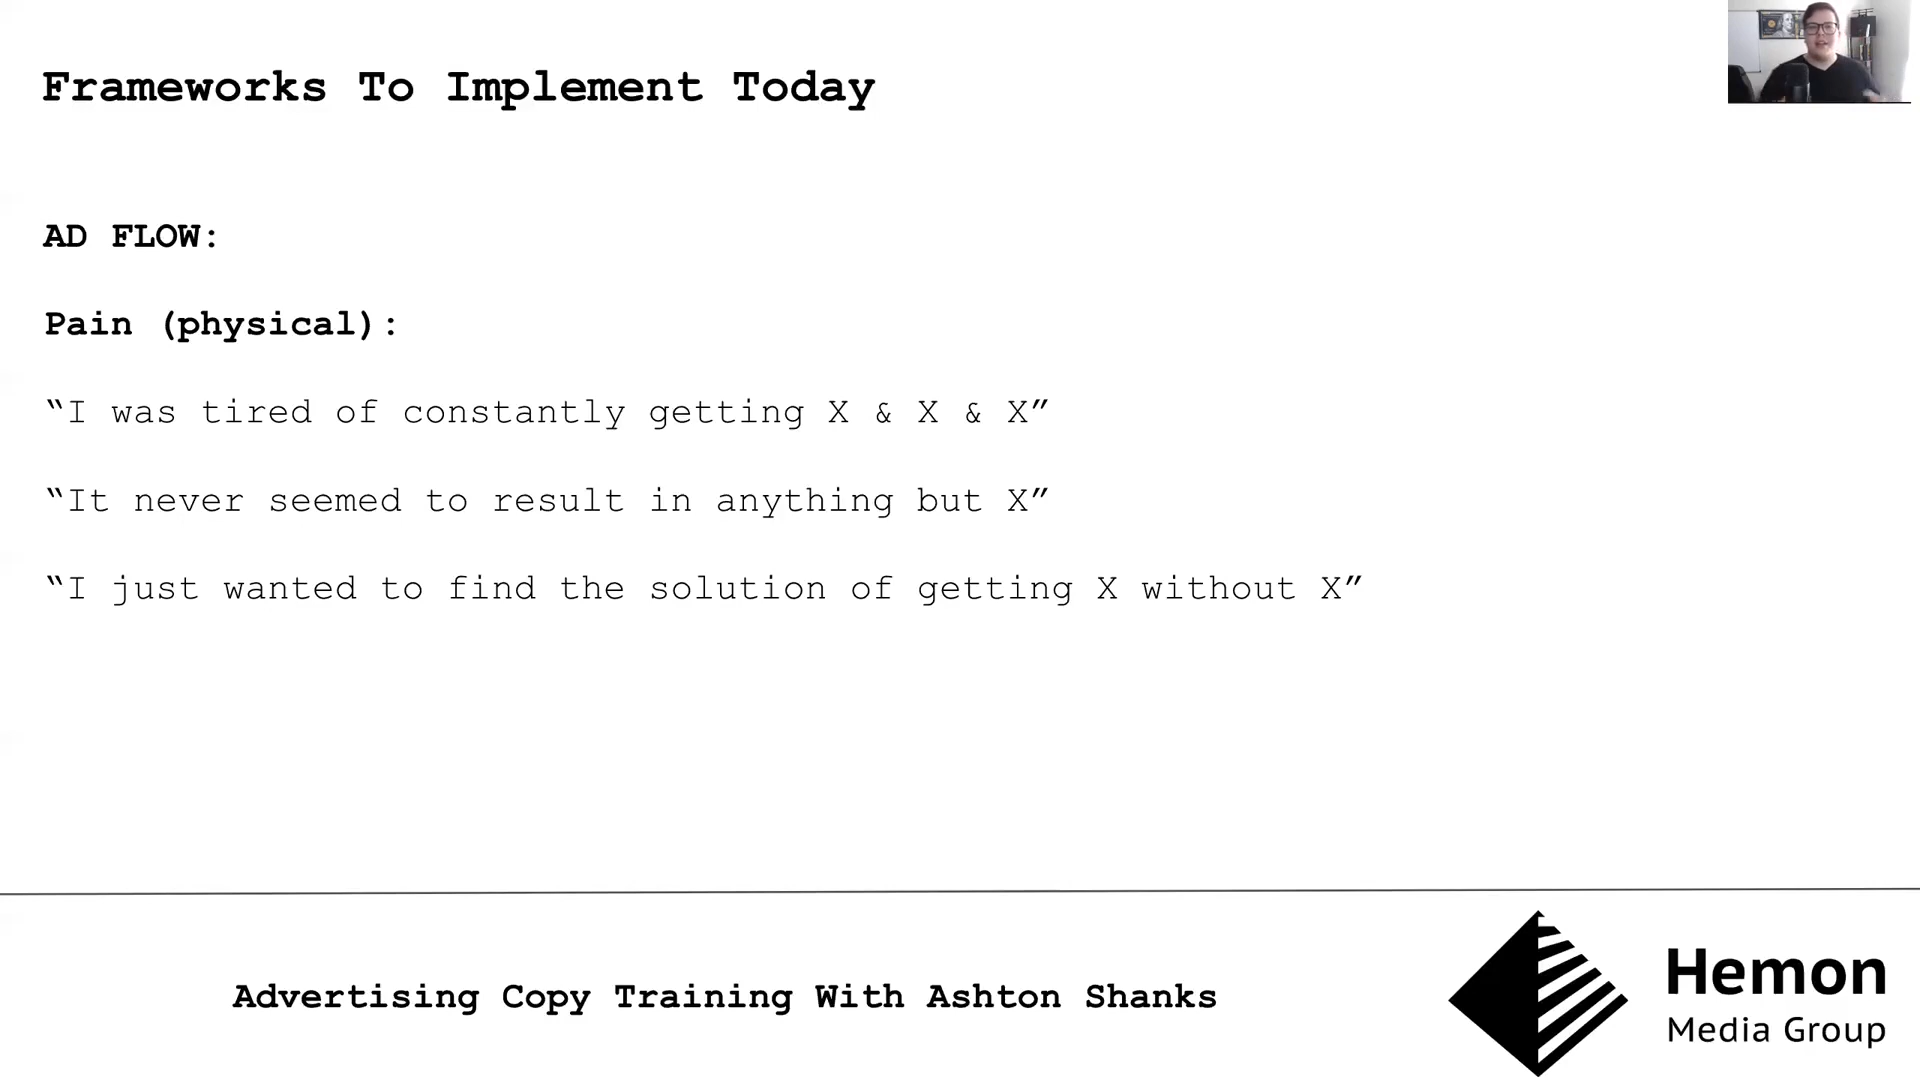 Frameworks To Implement Today
AD FLOW:
Pain (physical):
“I was tired of constantly getting X & X & X”
“It never seemed to result in anything but X”
“I just wanted to find the solution of getting X without X”
Advertising Copy Training With Ashton Shanks
Hemon
Media Group